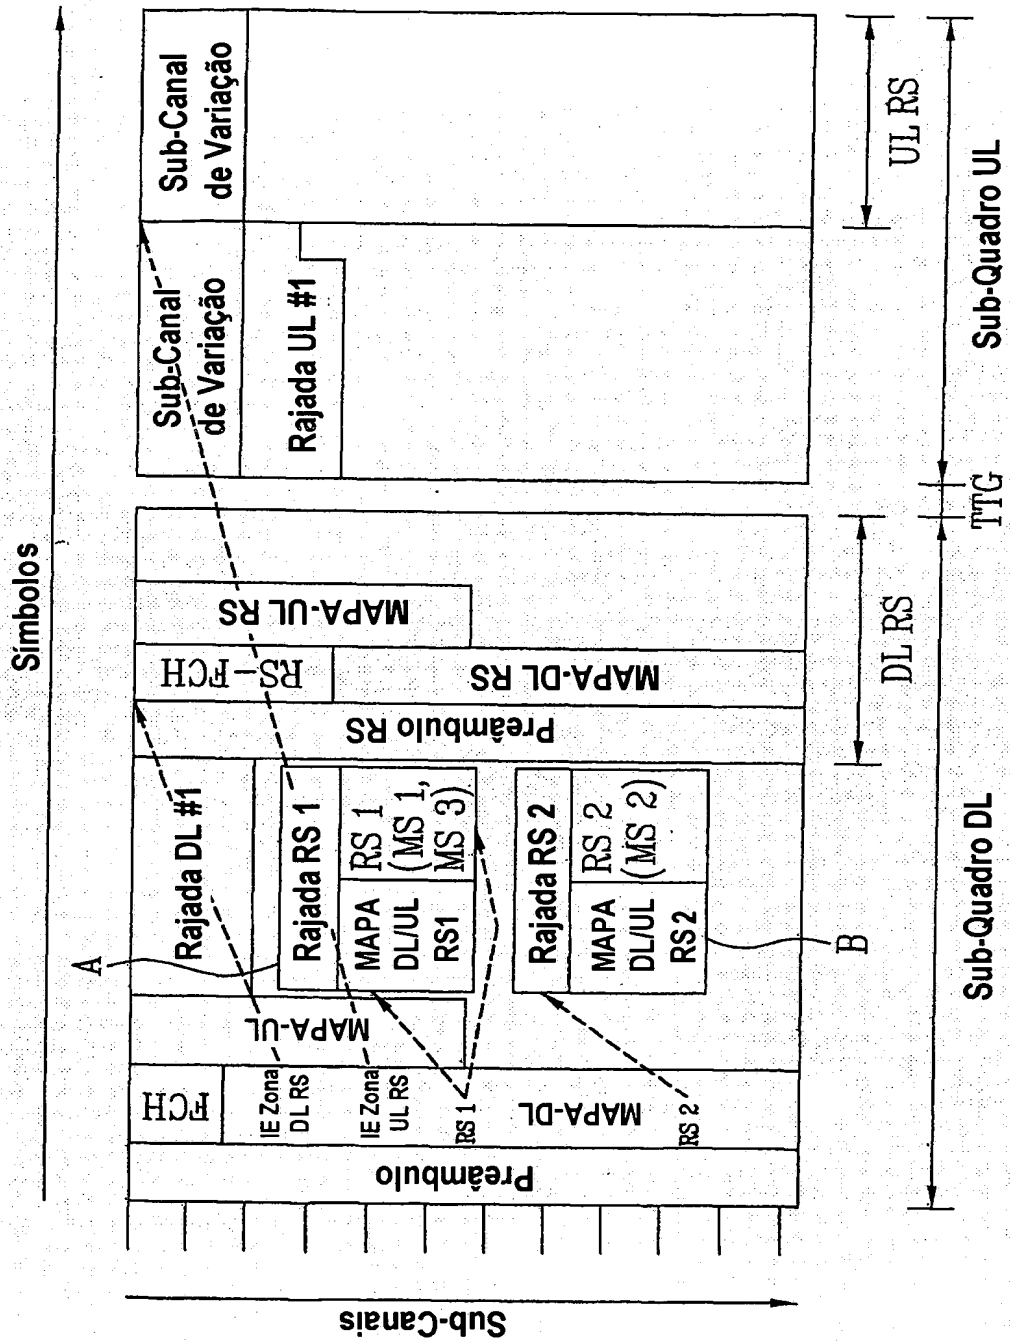 Símbolos
Sub-Canais
Preâmbulo
FCH
IE Zona
DL RS
IE Zona
UL RS
RS 1
MAPA-DL
RS 2
MAPA-UL
Rajada DL #1
A
Rajada RS 1
MAPA
DL/UL
RS1
RS 1
(MS 1,
MS 3)
Rajada RS 2
MAPA
DL/UL
RS2
RS 2
(MS 2)
B
Preâmbulo RS
RS-FCH
MAPA-DL RS
MAPA-UL RS
Sub-Canal
de Variação
Rajada UL #1
Sub-Canal
de Variação
DL RS
UL RS
Sub-Quadro DL
TTG
Sub-Quadro UL